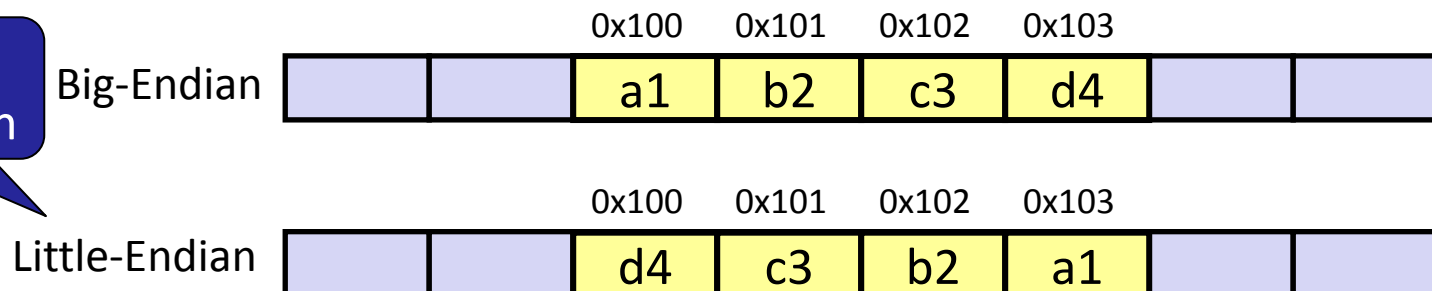 0x100 0x101 0x102 0x103
Big-Endian a1 b2 c3 d4
0x100 0x101 0x102 0x103
Little-Endian d4 c3 b2 a1